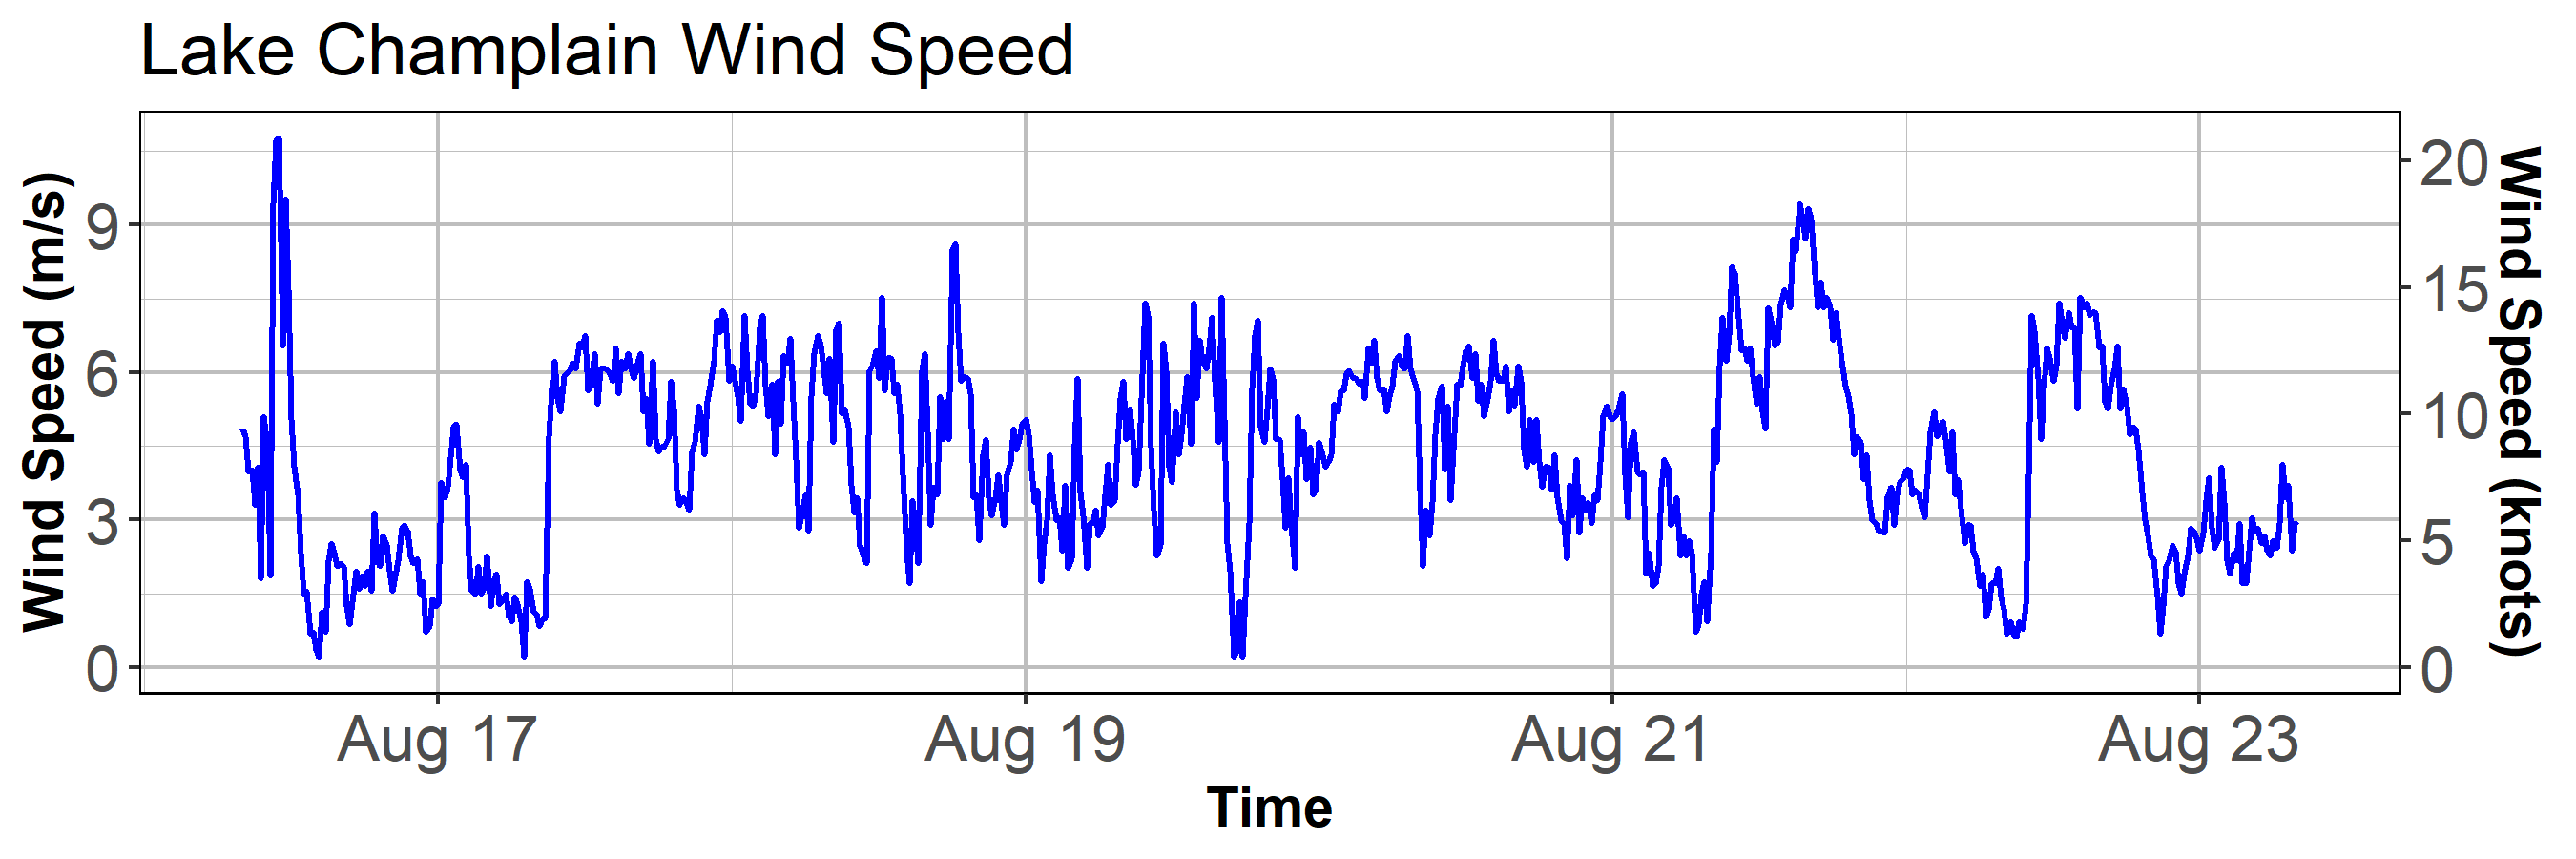 Lake Champlain Wind Speed
Wind Speed (m/s)
9
6
3
0
20
15
10
5
0
Wind Speed (knots)
Aug 17
Aug 19
Aug 21
Aug 23
Time